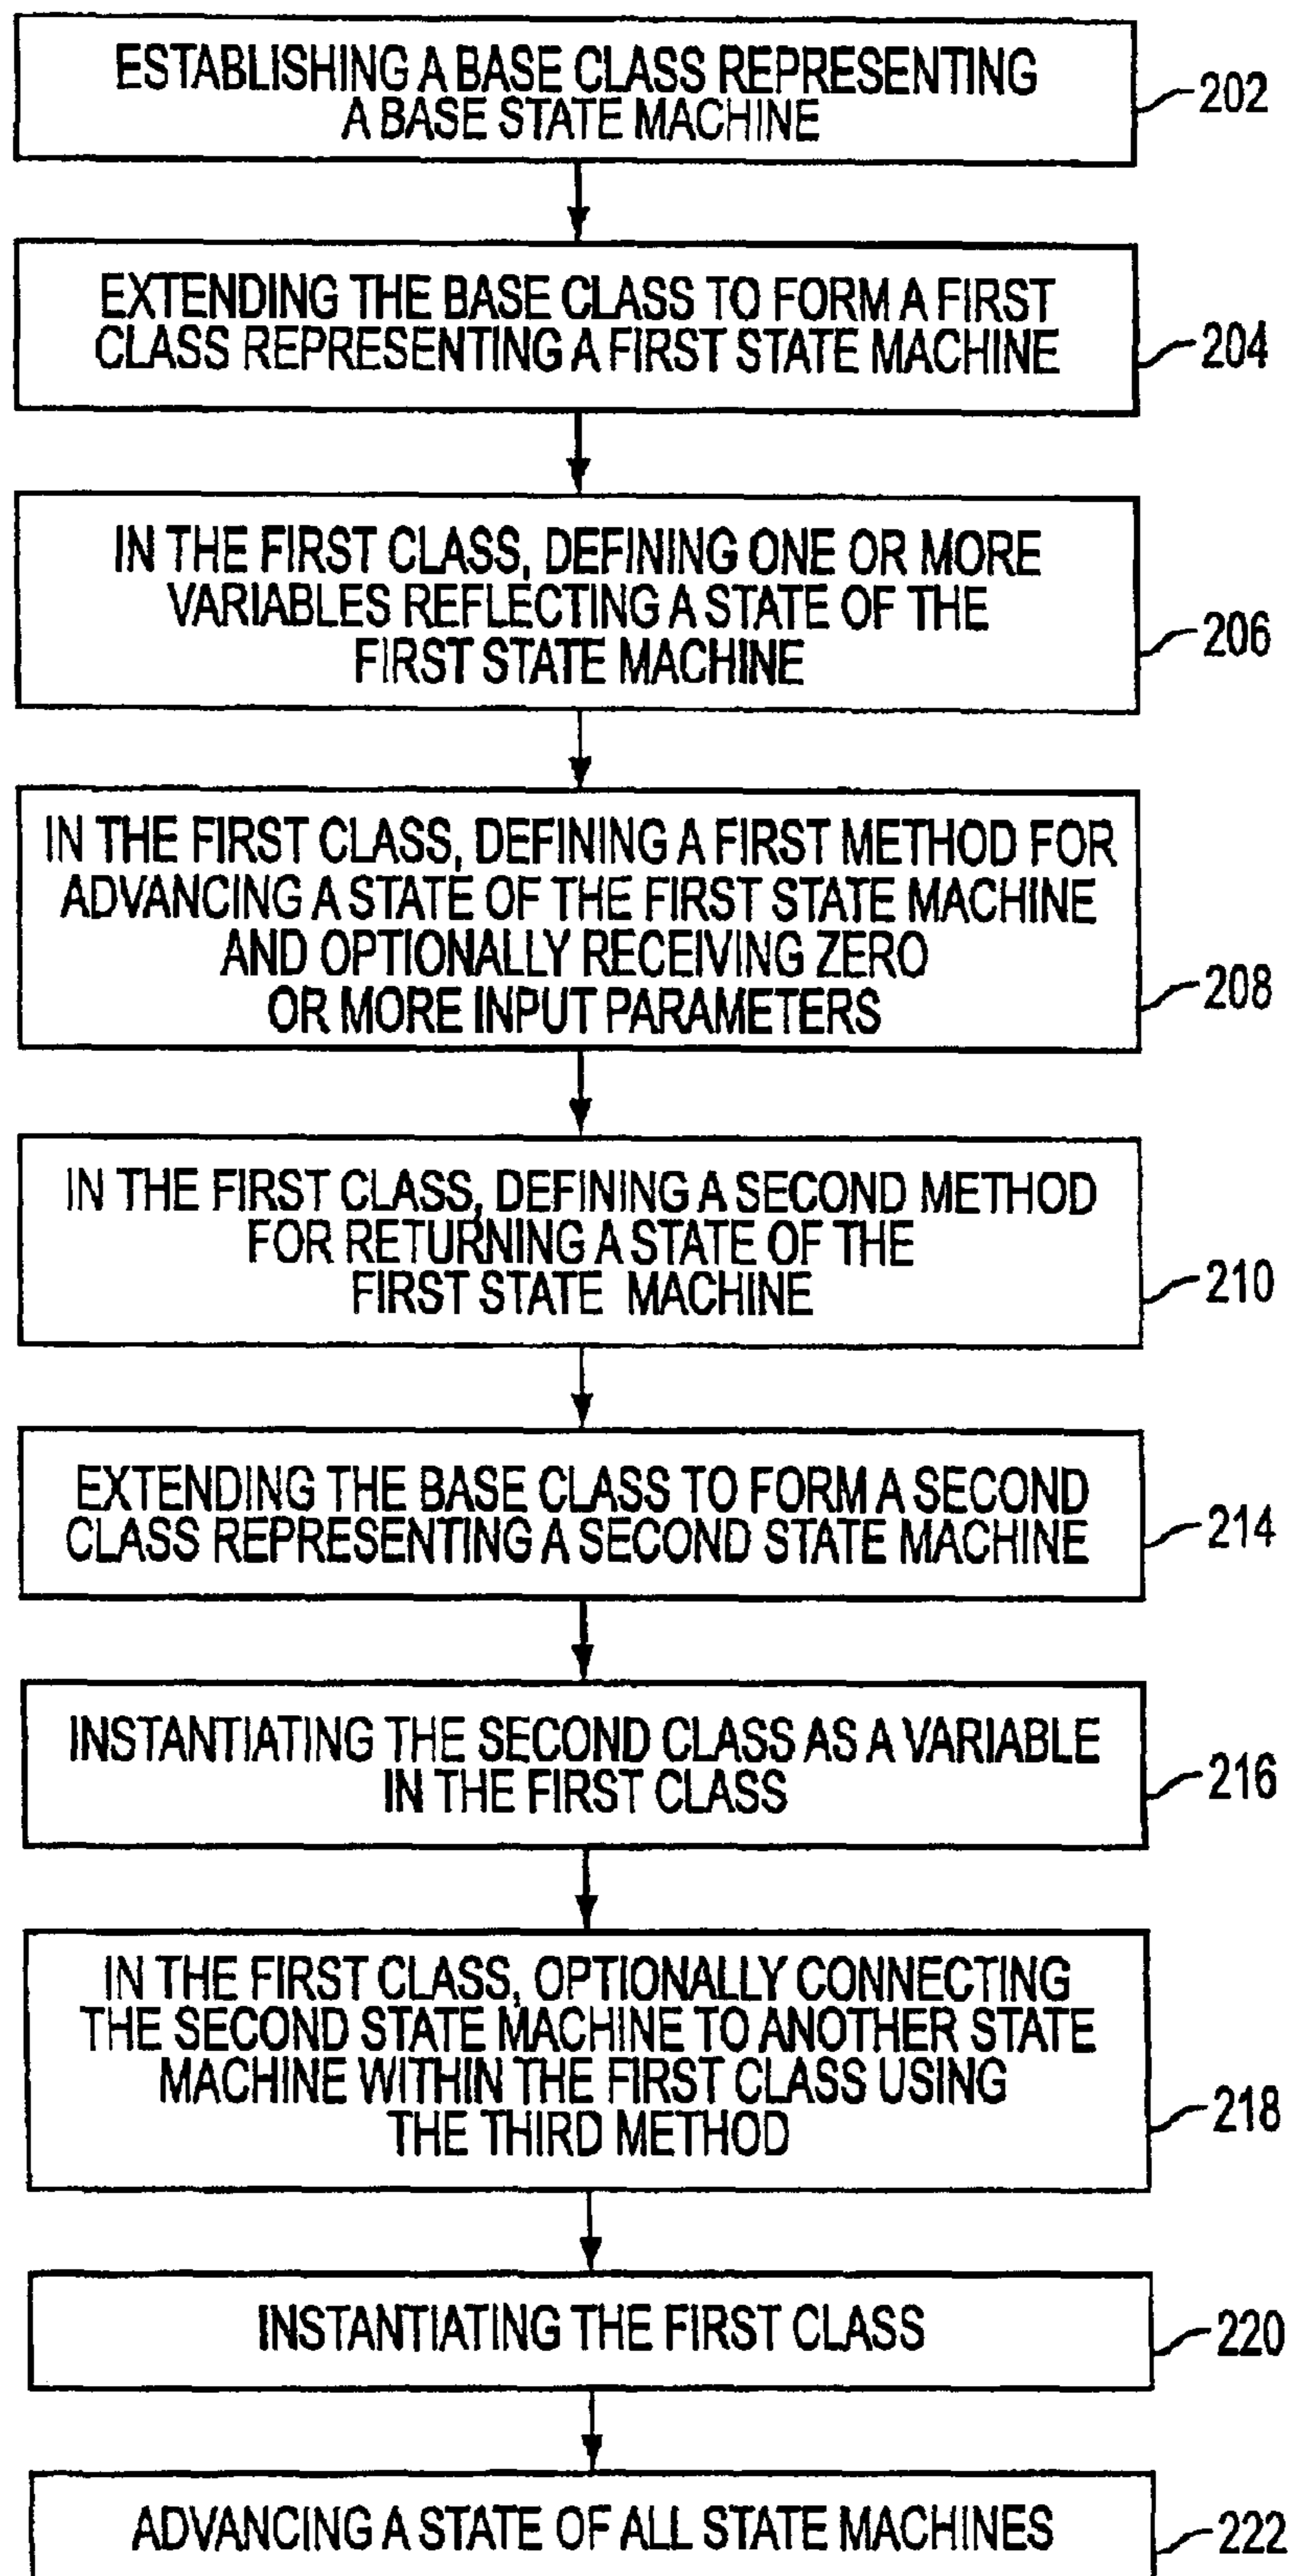 ESTABLISHING A BASE CLASS REPRESENTING
A BASE STATE MACHINE
202
EXTENDING THE BASE CLASS TO FORM A FIRST
CLASS REPRESENTING A FIRST STATE MACHINE
204
IN THE FIRST CLASS, DEFINING ONE OR MORE
VARIABLES REFLECTING A STATE OF THE
FIRST STATE MACHINE
206
IN THE FIRST CLASS, DEFINING A FIRST METHOD FOR
ADVANCING A STATE OF THE FIRST STATE MACHINE
AND OPTIONALLY RECEIVING ZERO
OR MORE INPUT PARAMETERS
208
IN THE FIRST CLASS, DEFINING A SECOND METHOD
FOR RETURNING A STATE OF THE
FIRST STATE MACHINE
210
EXTENDING THE BASE CLASS TO FORM A SECOND
CLASS REPRESENTING A SECOND STATE MACHINE
214
INSTANTIATING THE SECOND CLASS AS A VARIABLE
IN THE FIRST CLASS
216
IN THE FIRST CLASS, OPTIONALLY CONNECTING
THE SECOND STATE MACHINE TO ANOTHER STATE
MACHINE WITHIN THE FIRST CLASS USING
THE THIRD METHOD
218
INSTANTIATING THE FIRST CLASS
220
ADVANCING A STATE OF ALL STATE MACHINES
222